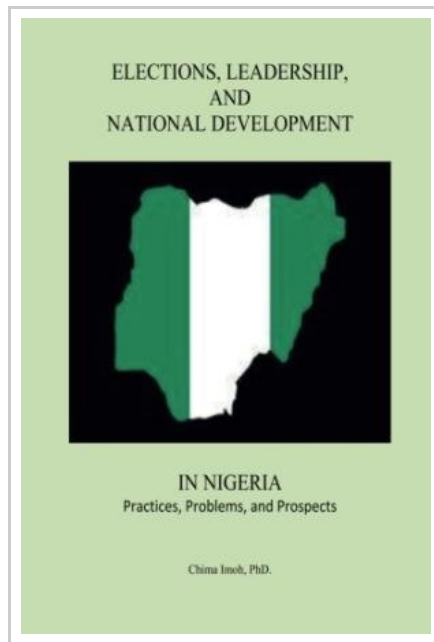 ELECTIONS, LEADERSHIP,
AND
NATIONAL DEVELOPMENT
IN NIGERIA
Practices, Problems, and Prospects
Chima Imoh, PhD.